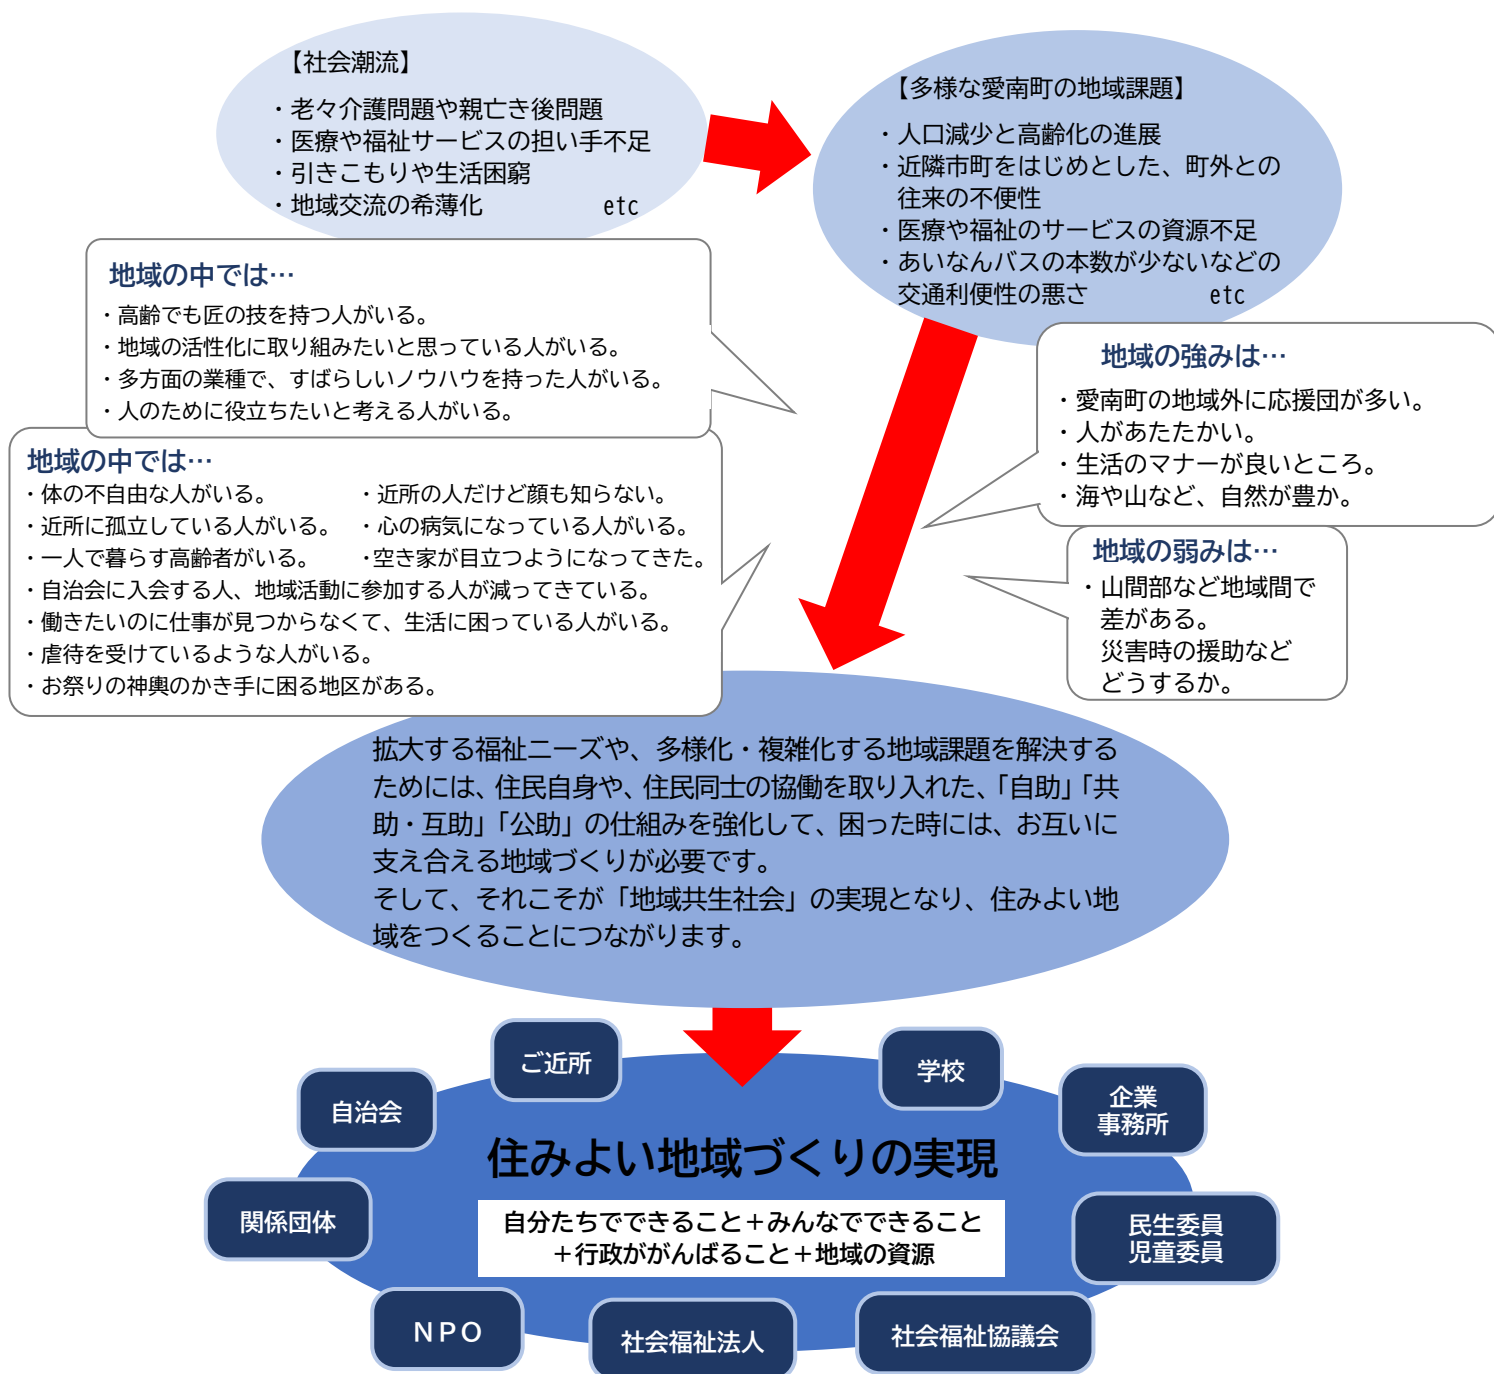 【社会潮流】
・老々介護問題や親亡き後問題
・医療や福祉サービスの担い手不足
・引きこもりや生活困窮
・地域交流の希薄化 etc
【多様な愛南町の地域課題】
・人口減少と高齢化の進展
・近隣市町をはじめとした、町外との
往来の不便性
・医療や福祉のサービスの資源不足
・あいなんバスの本数が少ないなどの
交通利便性の悪さ etc
地域の中では…
・高齢でも匠の技を持つ人がいる。
・地域の活性化に取り組みたいと思っている人がいる。
・多方面の業種で、すばらしいノウハウを持った人がいる。
・人のために役立ちたいと考える人がいる。
地域の強みは…
・愛南町の地域外に応援団が多い。
・人があたたかい。
・生活のマナーが良いところ。
・海や山など、自然が豊か。
地域の中では…
・体の不自由な人がいる。 ・近所の人だけど顔も知らない。
・近所に孤立している人がいる。 ・心の病気になっている人がいる。
・一人で暮らす高齢者がいる。 ・空き家が目立つようになってきた。
・自治会に入会する人、地域活動に参加する人が減ってきている。
・働きたいのに仕事が見つからなくて、生活に困っている人がいる。
・虐待を受けているような人がいる。
・お祭りの神輿のかき手に困る地区がある。
地域の弱みは…
・山間部など地域間で
差がある。
災害時の援助など
どうするか。
拡大する福祉ニーズや、多様化・複雑化する地域課題を解決する
ためには、住民自身や、住民同士の協働を取り入れた、「自助」「共
助・互助」「公助」の仕組みを強化して、困った時には、お互いに
支え合える地域づくりが必要です。
そして、それこそが「地域共生社会」の実現となり、住みよい地
域をつくることにつながります。
ご近所
学校
自治会
企業
事務所
住みよい地域づくりの実現
関係団体
自分たちでできること＋みんなでできること
＋行政ががんばること＋地域の資源
民生委員
児童委員
ＮＰＯ
社会福祉法人
社会福祉協議会